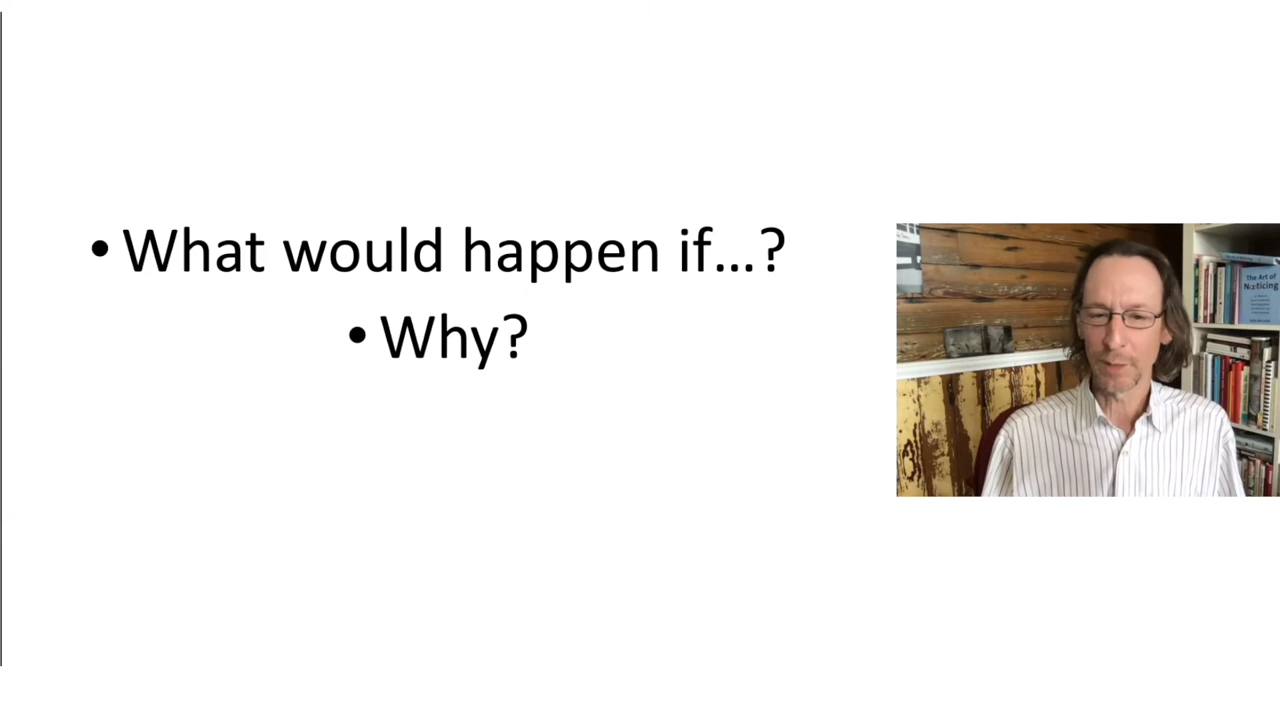 • What would happen if...?
• Why?
The Art of
Noticing